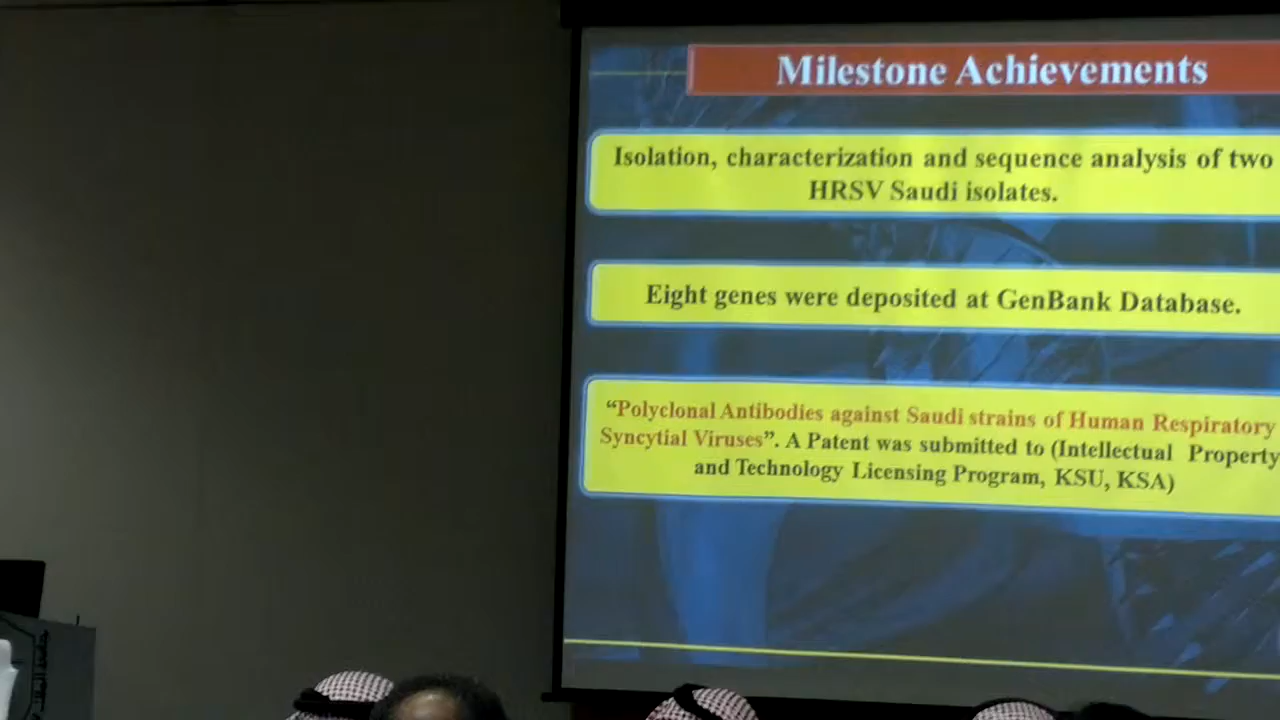 Milestone Achievements
Isolation, characterization and sequence analysis of two
HRSV Saudi isolates.
Eight genes were deposited at GenBank Database.
“Polyclonal Antibodies against Saudi strains of Human Respiratory
Syncytial Viruses”. A Patent was submitted to (Intellectual Property
and Technology Licensing Program, KSU, KSA)